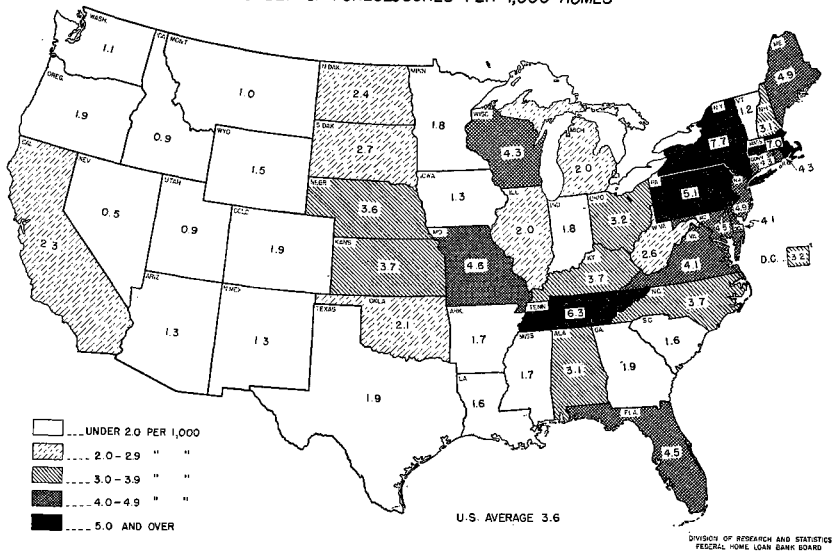 FORECLOSURES PER 1,000 HOMES
WASH.
1.1
OREG.
1.9
CAL.
2.3
NEV.
0.5
0.9
MONT.
1.0
WYO.
1.5
UTAH
0.9
COLO.
1.9
ARIZ.
1.3
N. MEX.
1.3
N. DAK.
2.4
S. DAK.
2.7
NEBR.
3.6
KANS.
3.7
OKLA.
2.1
TEXAS
1.9
MINN.
1.8
IOWA
1.3
MO.
4.6
ARK.
1.7
LA.
1.6
WISC.
4.3
ILL.
2.0
MICH.
2.0
IND.
1.8
OHIO
3.2
KY.
3.7
TENN.
6.3
MISS.
1.7
ALA.
3.1
GA.
1.9
FLA.
4.5
S.C.
1.6
N.C.
3.7
VA.
4.1
W.VA.
2.6
PA.
5.1
N.Y.
7.7
VT.
1.2
N.H.
ME.
4.9
MASS.
7.0
4.3
4.1
D.C. 3.2
UNDER 2.0 PER 1,000
2.0-2.9 " "
3.0-3.9 " "
4.0-4.9 " "
5.0 AND OVER
U.S. AVERAGE 3.6
DIVISION OF RESEARCH AND STATISTICS
FEDERAL HOME LOAN BANK BOARD